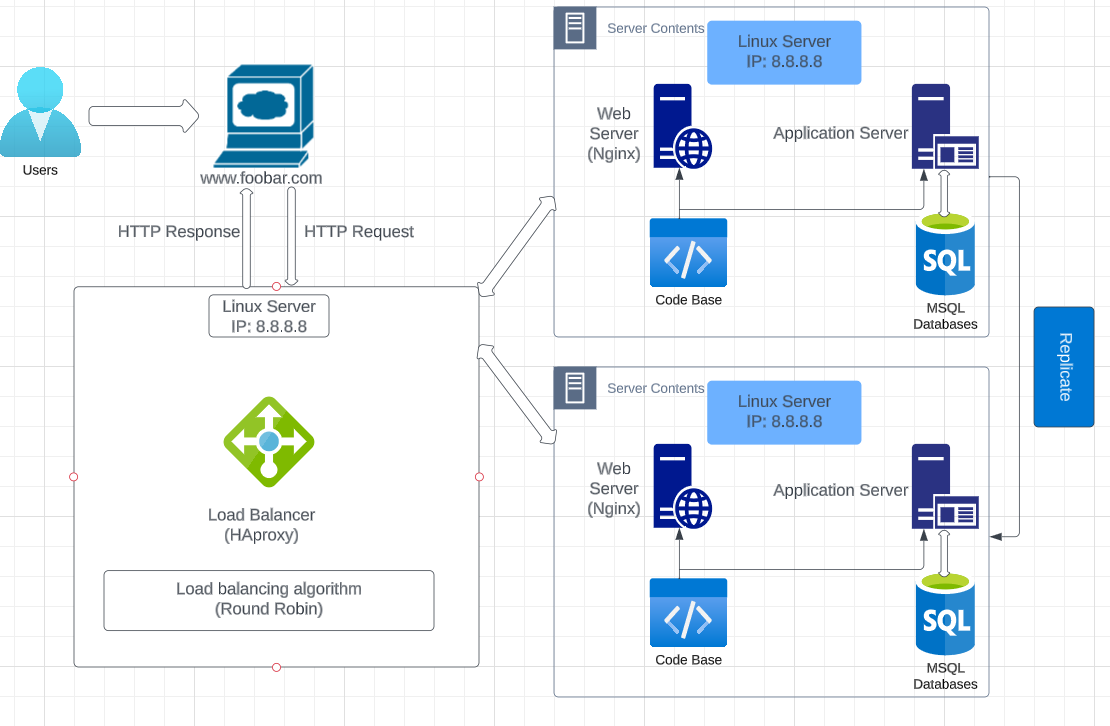 Users
www.foobar.com
HTTP Response
HTTP Request
Linux Server
IP: 8.8.8.8
Load Balancer
(HAproxy)
Load balancing algorithm
(Round Robin)
Server Contents
Linux Server
IP: 8.8.8.8
Web
Server
(Nginx)
Application Server
</>
Code Base
SQL
MSQL
Databases
Replicate
Server Contents
Linux Server
IP: 8.8.8.8
Web
Server
(Nginx)
Application Server
</>
Code Base
SQL
MSQL
Databases